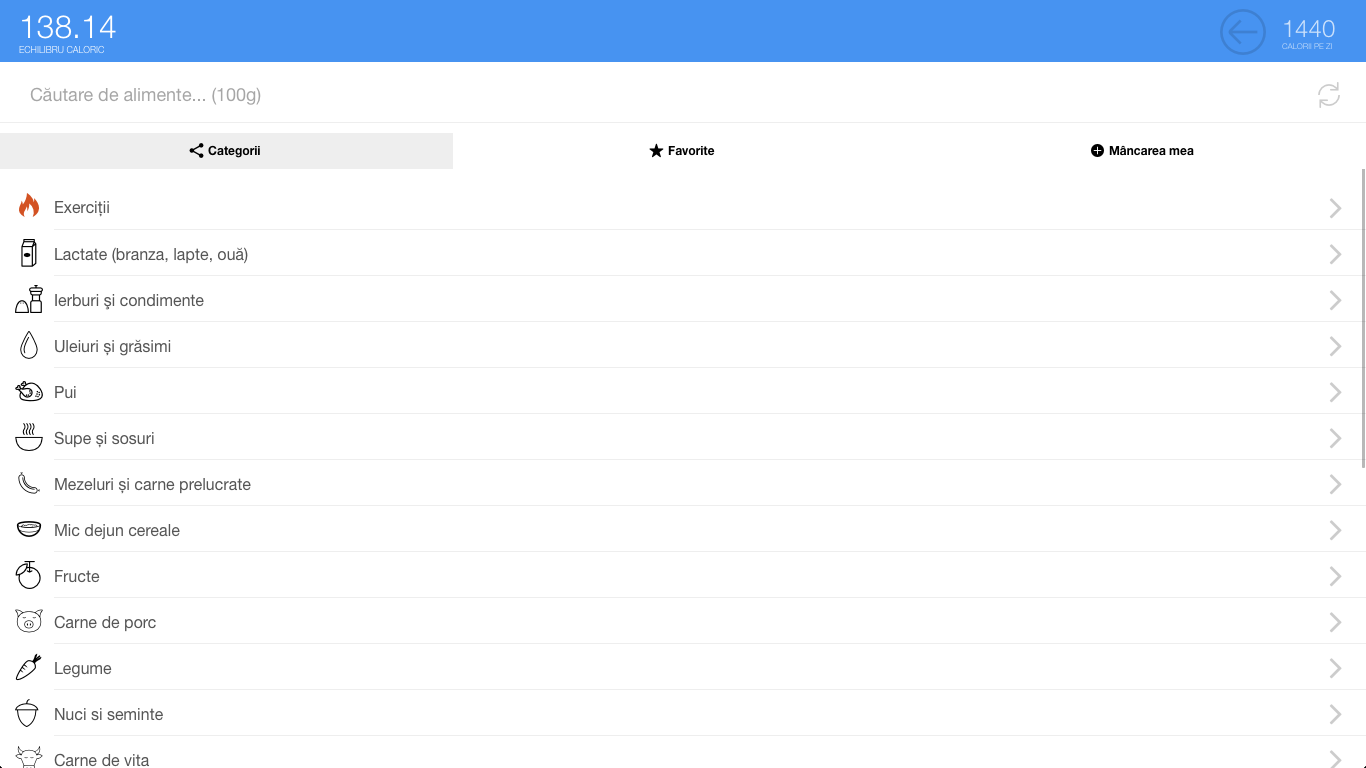 138.14
ECHILIBRU CALORIC
1440
CALORII PE ZI
Căutare de alimente... (100g)
Categorii
Favorite
Mâncarea mea
Exerciții
Lactate (branza, lapte, ouă)
Ierburi şi condimente
Uleiuri și grăsimi
Pui
Supe și sosuri
Mezeluri și carne prelucrate
Mic dejun cereale
Fructe
Carne de porc
Legume
Nuci si seminte
Carne de vita